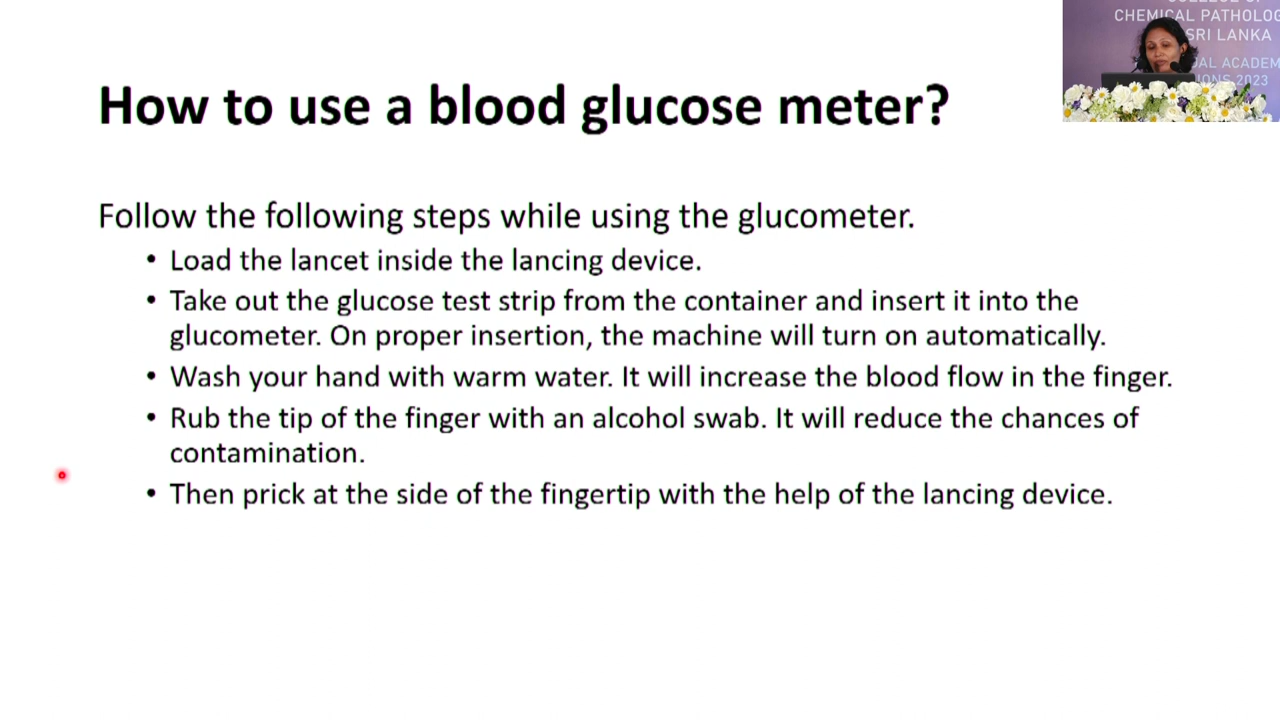 COLLEGE OF
CHEMICAL PATHOLOG
SRI LANKA
ACADEM
2023
How to use a blood glucose meter?
Follow the following steps while using the glucometer.
• Load the lancet inside the lancing device.
• Take out the glucose test strip from the container and insert it into the
glucometer. On proper insertion, the machine will turn on automatically.
• Wash your hand with warm water. It will increase the blood flow in the finger.
• Rub the tip of the finger with an alcohol swab. It will reduce the chances of
contamination.
• Then prick at the side of the fingertip with the help of the lancing device.